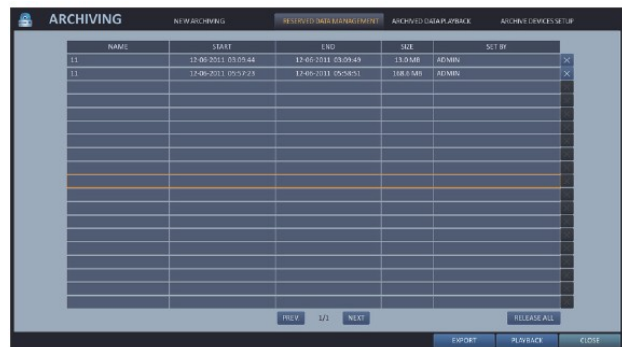 ARCHIVING NEW ARCHIVING RESERVED DATA MANAGEMENT ARCHIVED DATA PLAYBACK ARCHIVE DEVICES SETUP
NAME START END SIZE SET BY
11 12-06-2011 03:09:44 12-06-2011 03:09:49 13.0 MB ADMIN
11 12-06-2011 05:57:23 12-06-2011 05:58:51 168.6 MB ADMIN
PREV. 1/1 NEXT RELEASE ALL
EXPORT PLAYBACK CLOSE